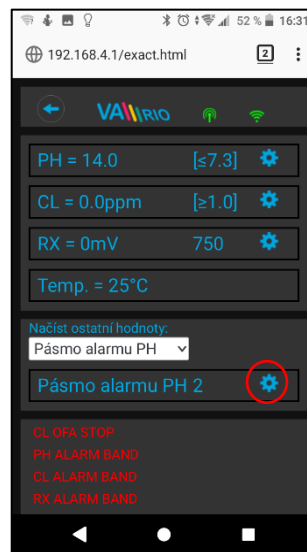 52 % 16:31
192.168.4.1/exact.html 2
VA RIO
PH = 14.0 [≤7.3]
CL = 0.0ppm [≥1.0]
RX = 0mV 750
Temp. = 25°C
Načíst ostatní hodnoty:
Pásmo alarmu PH
Pásmo alarmu PH 2
CL OFA STOP
PH ALARM BAND
CL ALARM BAND
RX ALARM BAND